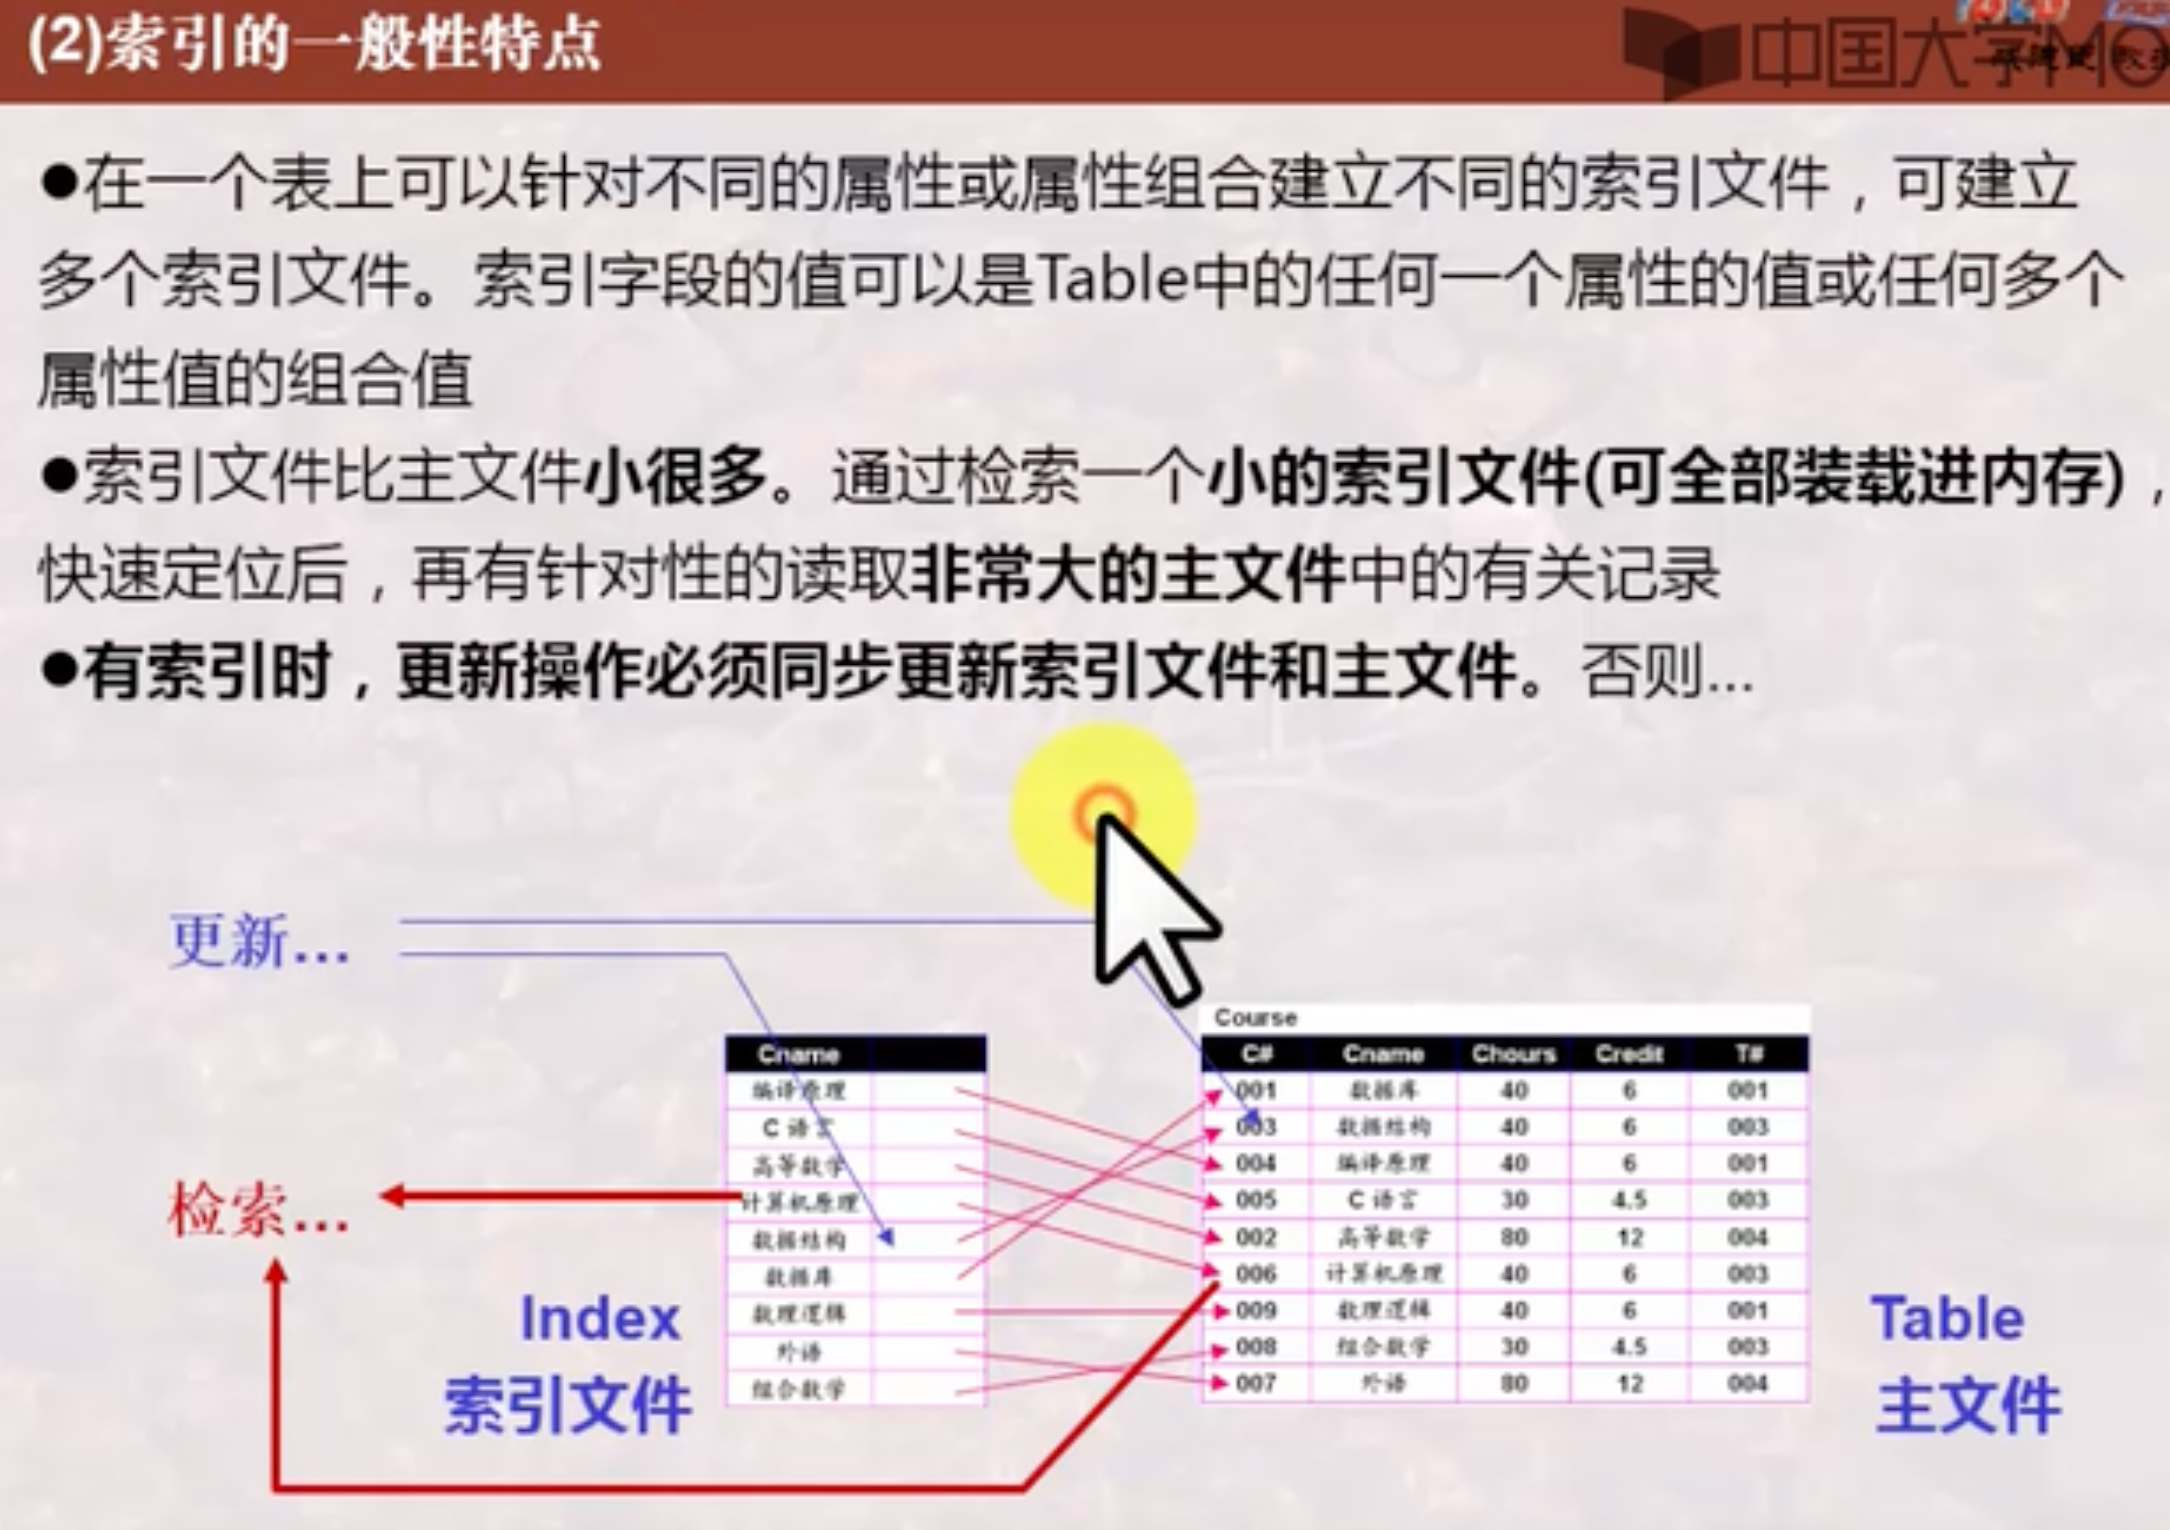 (2)索引的一般性特点
中国大学MO
●在一个表上可以针对不同的属性或属性组合建立不同的索引文件，可建立
多个索引文件。索引字段的值可以是Table中的任何一个属性的值或任何多个
属性值的组合值
●索引文件比主文件小很多。通过检索一个小的索引文件(可全部装载进内存)，
快速定位后，再有针对性的读取非常大的主文件中的有关记录
●有索引时，更新操作必须同步更新索引文件和主文件。否则...
更新...
检索...
Index
索引文件
Cname
编译原理
C 语言
高等数学
计算机原理
数据结构
数据库
数理逻辑
外语
组合数学
Course
C# Cname Chours Credit T#
001 数据库 40 6 001
003 数据结构 40 6 003
004 编译原理 40 6 001
005 C 语言 30 4.5 003
002 高等数学 80 12 004
006 计算机原理 40 6 003
009 数理逻辑 40 6 001
008 组合数学 30 4.5 003
007 外语 80 12 004
Table
主文件